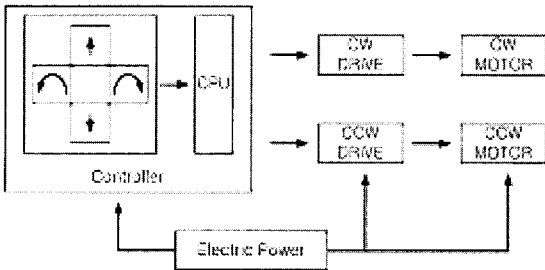 CPU
CW
DRIVE
CW
MOTOR
CCW
DRIVE
CCW
MOTOR
Controller
Electric Power